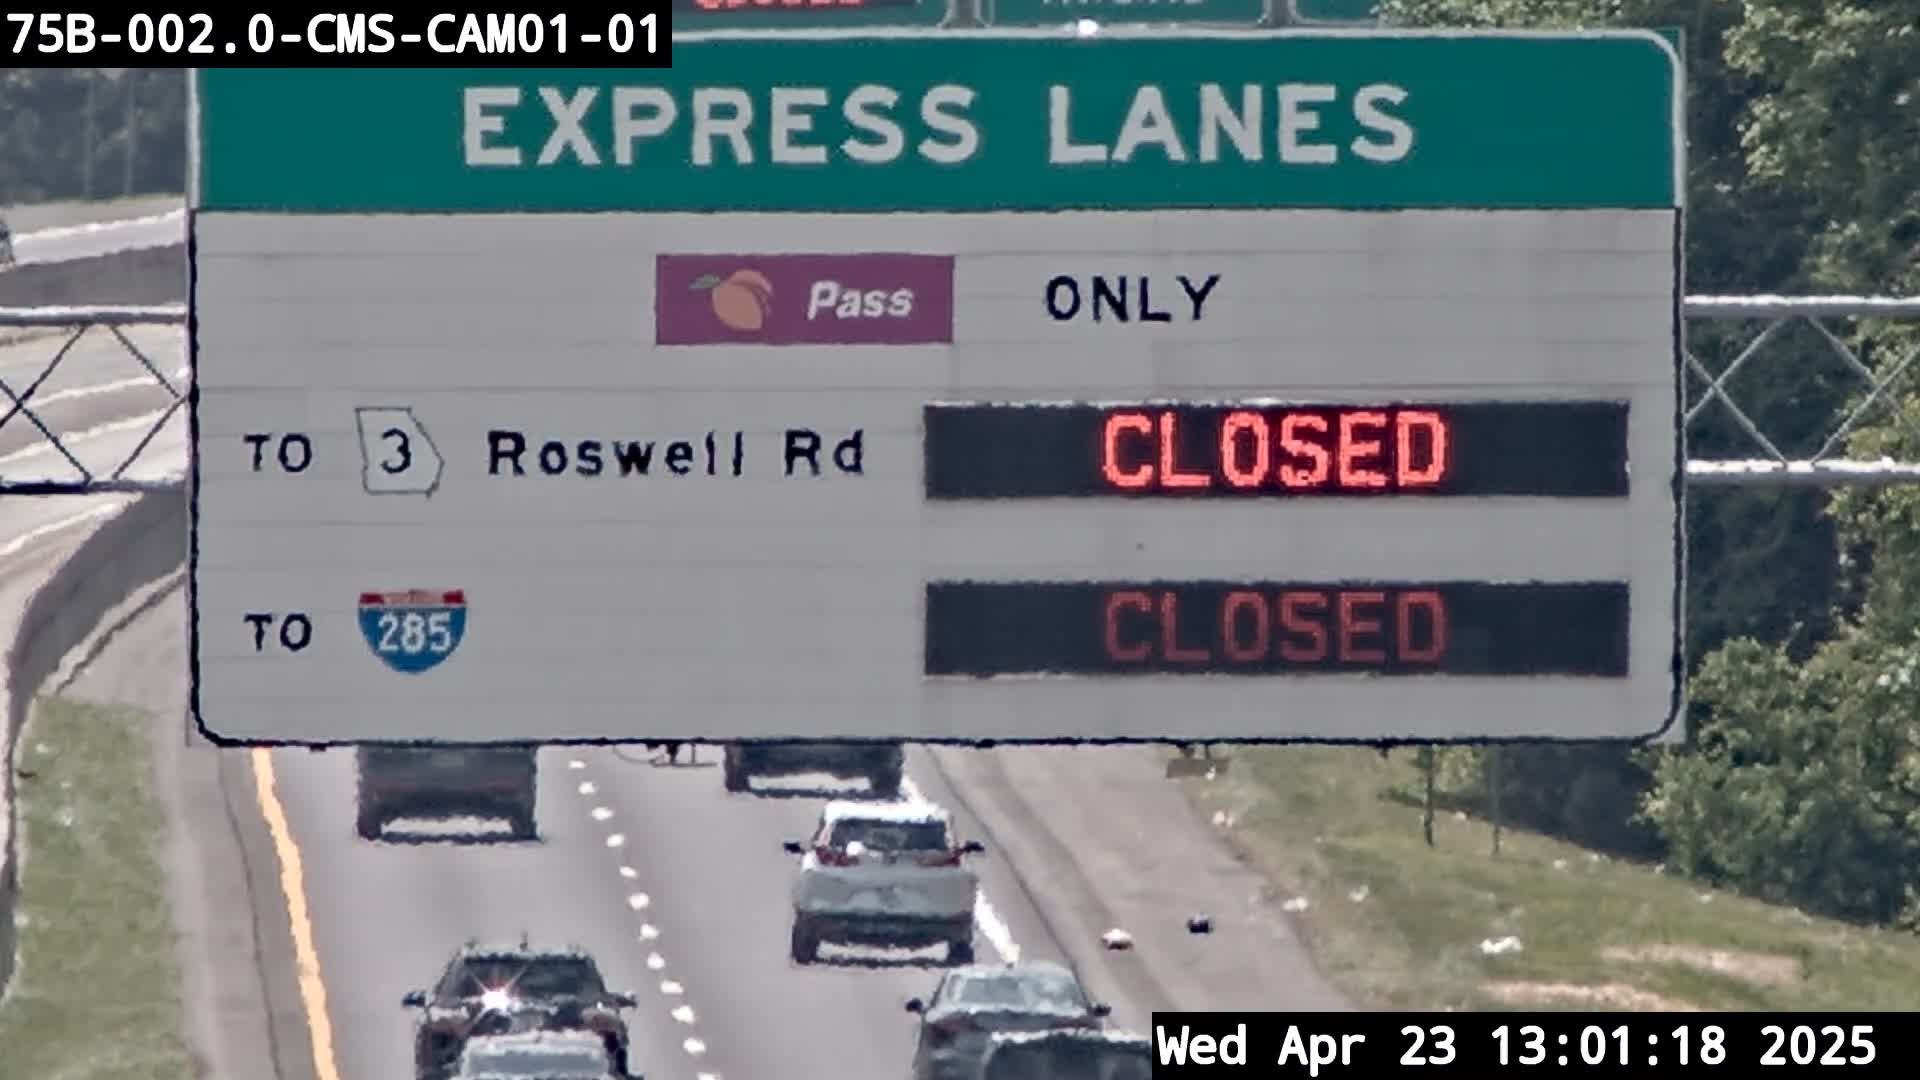 75B-002.0-CMS-CAM01-01
EXPRESS LANES
Pass ONLY
TO 3 Roswell Rd CLOSED
TO 285 CLOSED
Wed Apr 23 13:01:18 2025